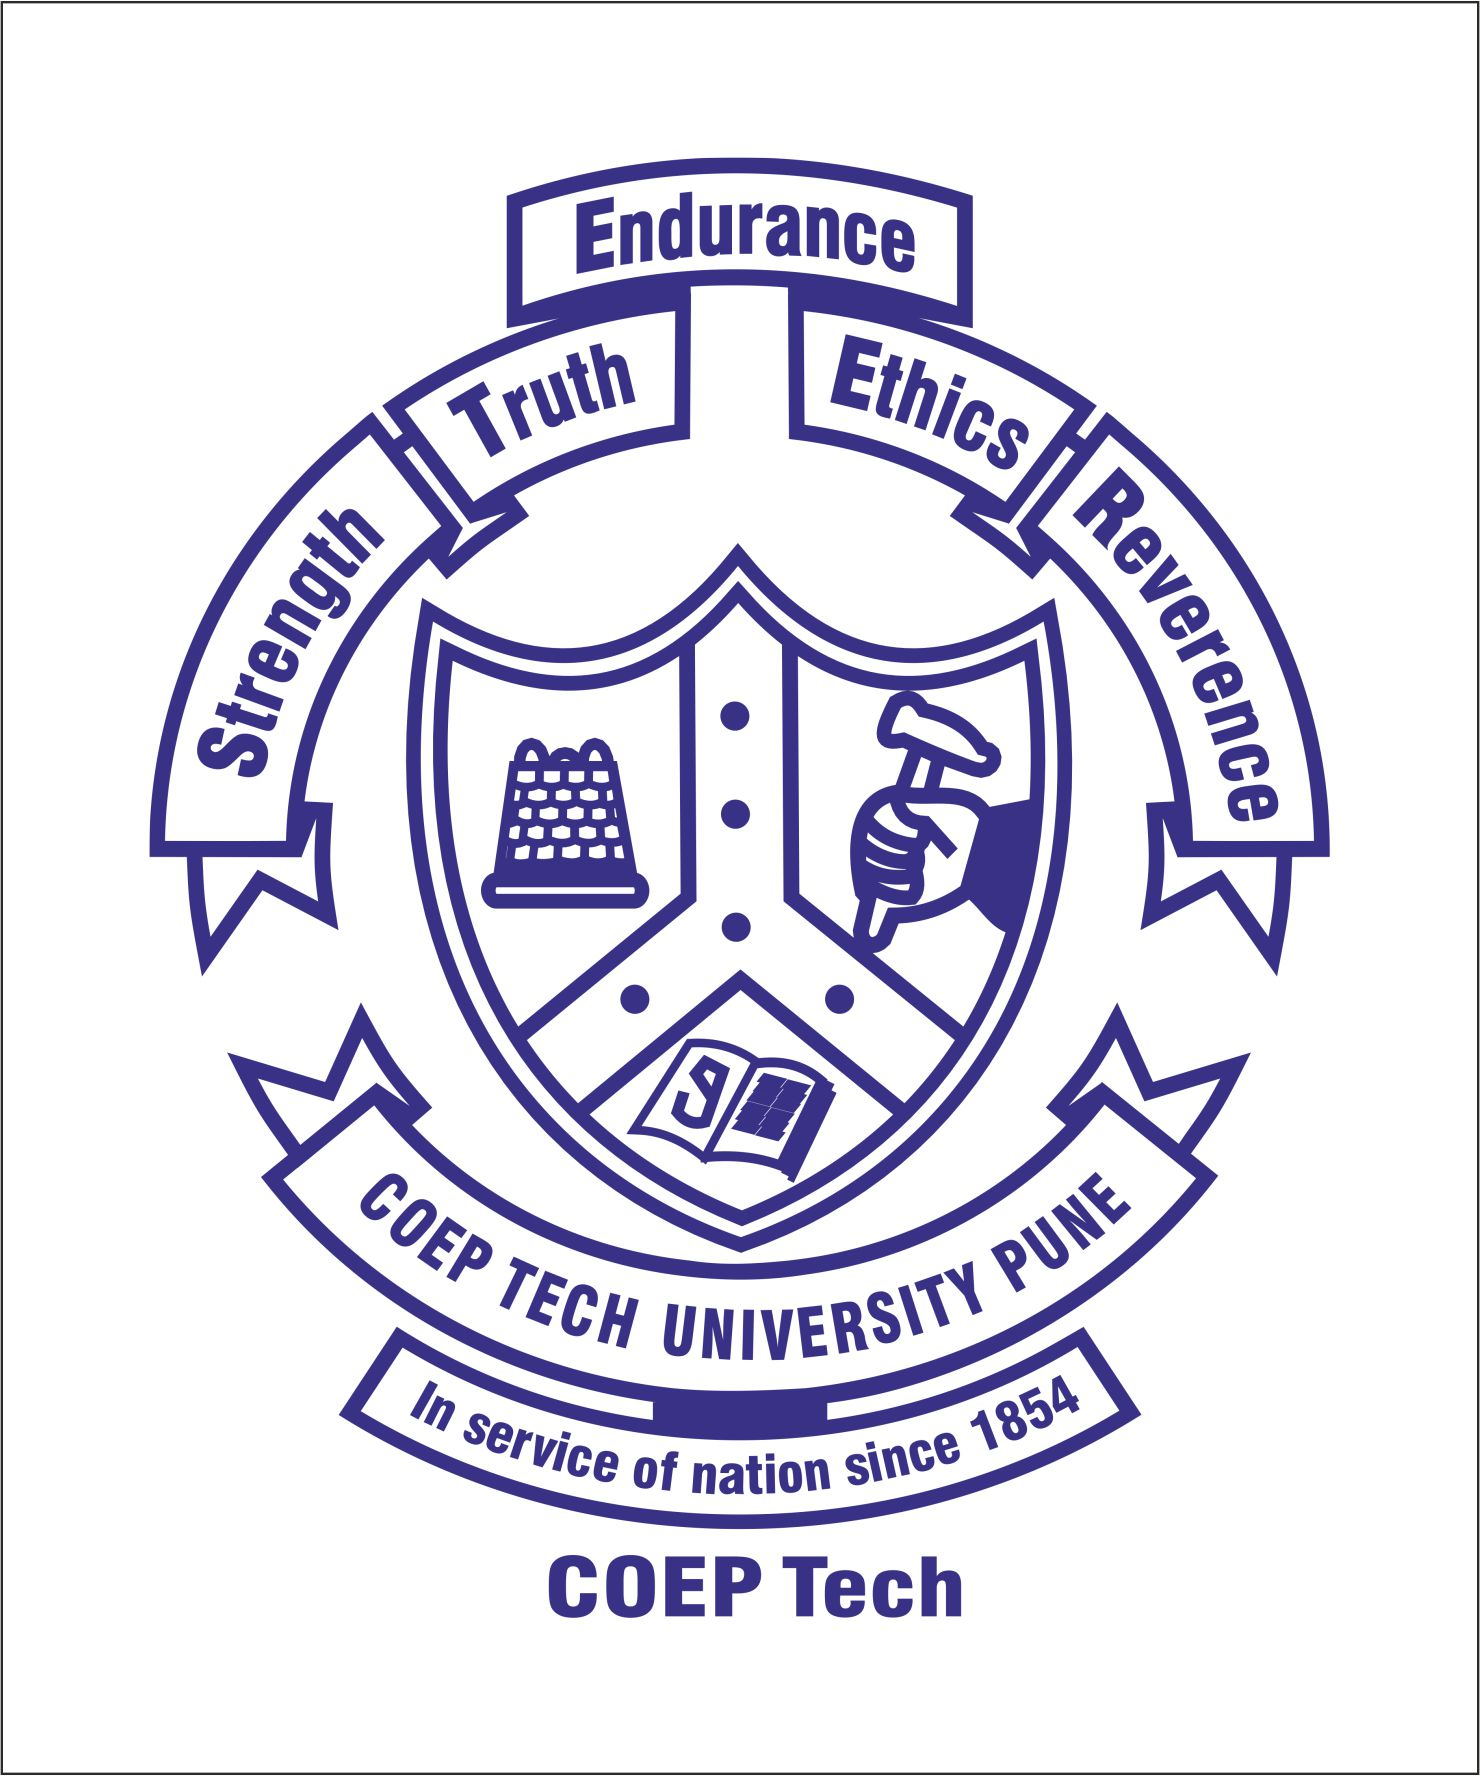 Endurance
Truth
Ethics
Strength
Reverence
COEP TECH UNIVERSITY PUNE
In service of nation since 1854
COEP Tech